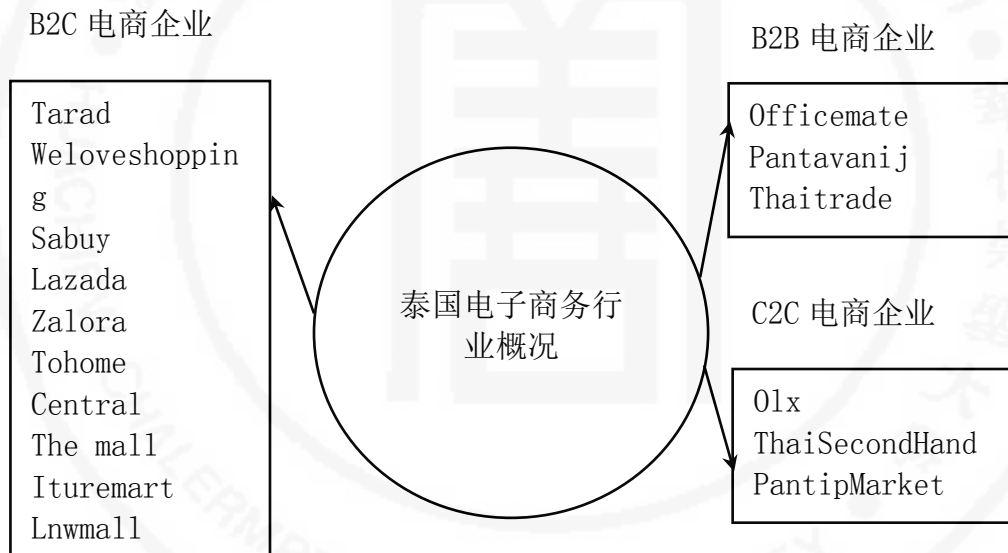 B2C 电商企业
Tarad
Weloveshoppin
g
Sabuy
Lazada
Zalora
Tohome
Central
The mall
Ituremart
Lnwmall
泰国电子商务行
业概况
B2B 电商企业
Officemate
Pantavanij
Thaitrade
C2C 电商企业
Olx
ThaiSecondHand
PantipMarket